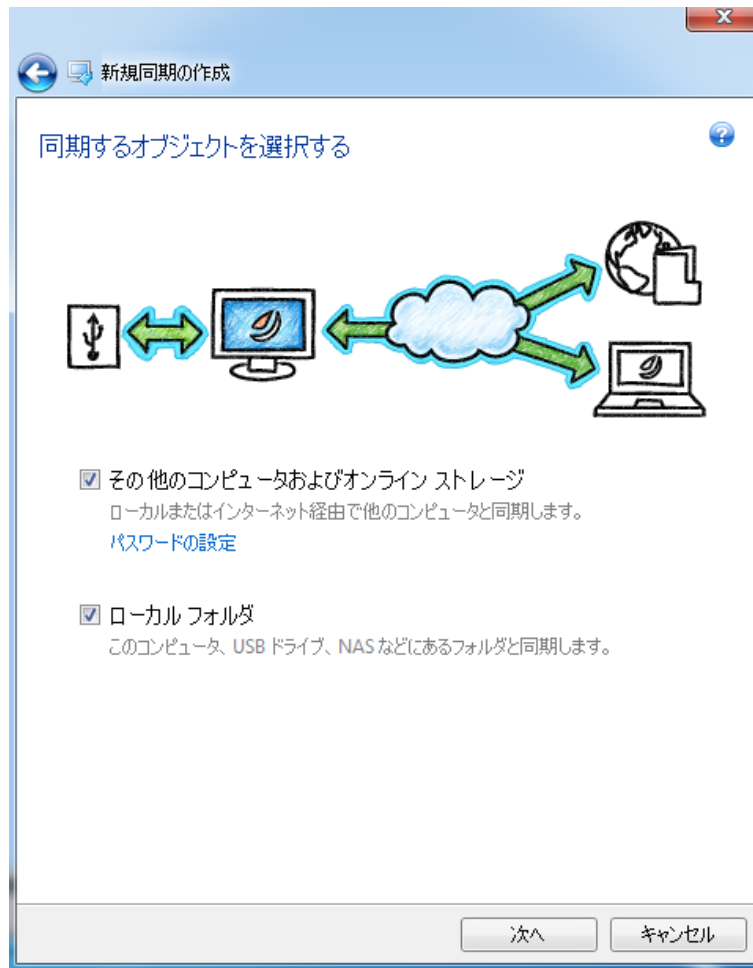 新規同期の作成
同期するオブジェクトを選択する
その他のコンピュータおよびオンライン ストレージ
ローカルまたはインターネット経由で他のコンピュータと同期します。
パスワードの設定
ローカル フォルダ
このコンピュータ、USB ドライブ、NAS などにあるフォルダと同期します。
次へ キャンセル